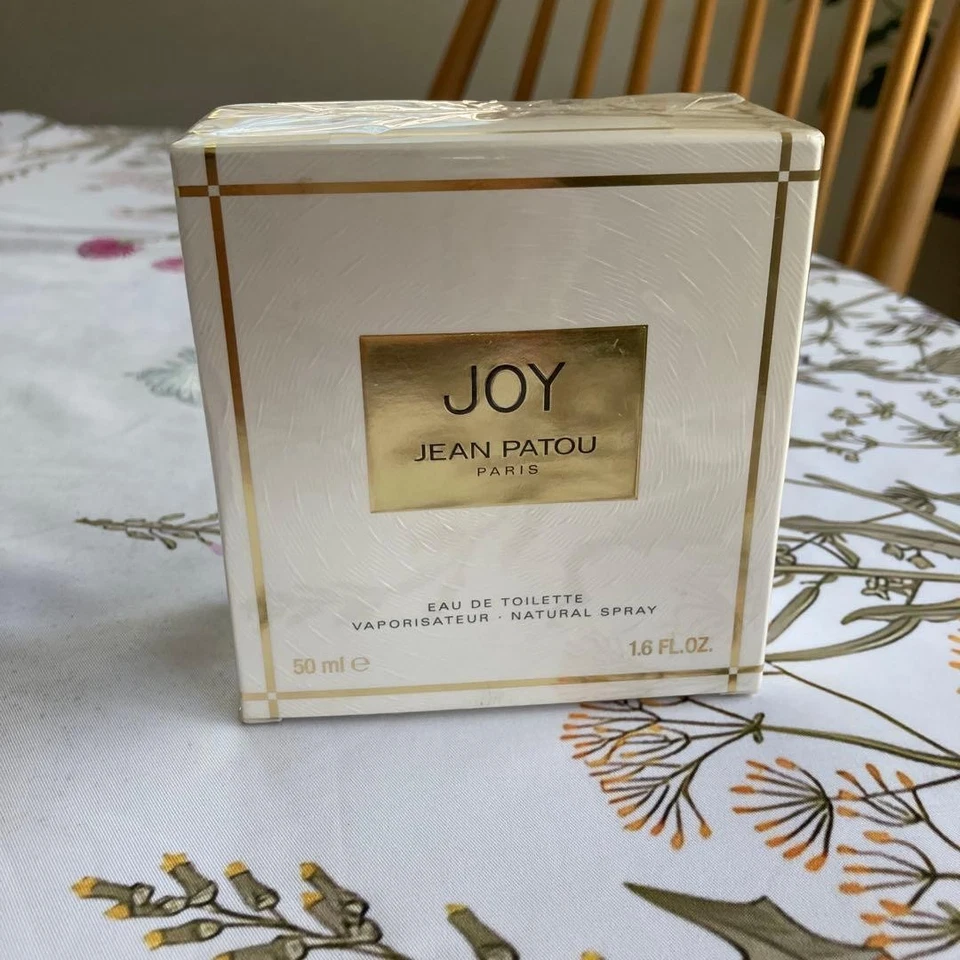 JOY
JEAN PATOU
PARIS
EAU DE TOILETTE
VAPORISATEUR · NATURAL SPRAY
50 ml ℮
1.6 FL.OZ.